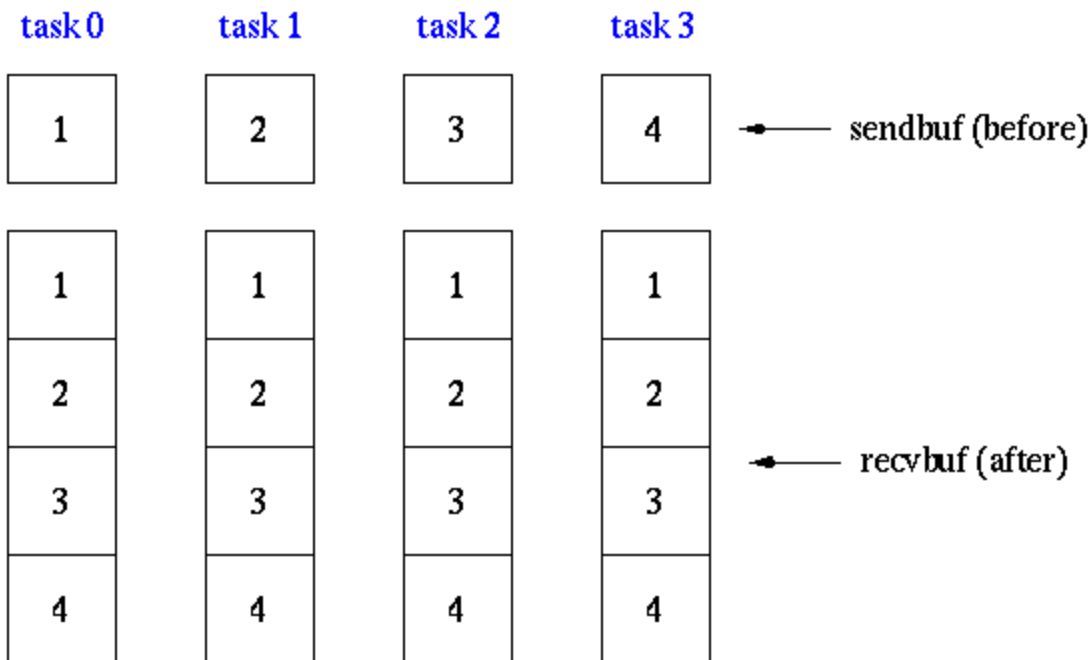 task 0 task 1 task 2 task 3
1 2 3 4 sendbuf (before)
1 1 1 1
2 2 2 2
recvbuf (after)
3 3 3 3
4 4 4 4